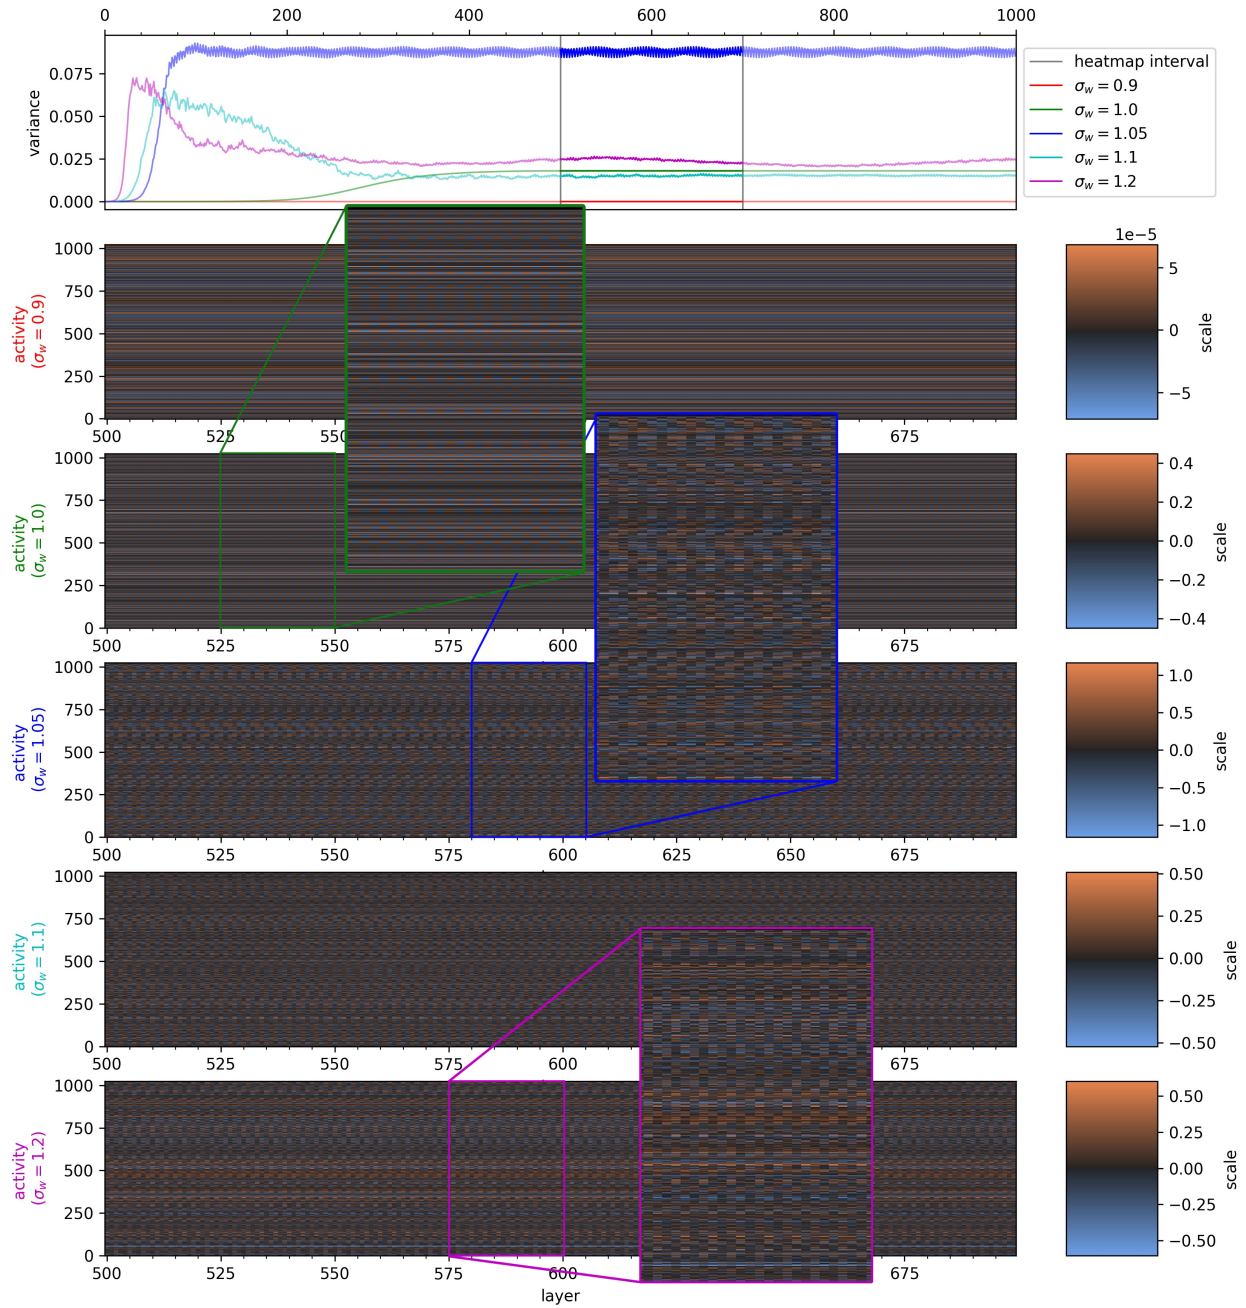 0 200 400 600 800 1000
variance
0.075
0.050
0.025
0.000
heatmap interval
σw = 0.9
σw = 1.0
σw = 1.05
σw = 1.1
σw = 1.2
activity
(σw = 0.9)
1000
750
500
250
0
500 525 550 675
1e−5
5
0
−5
scale
activity
(σw = 1.0)
1000
750
500
250
0
500 525 550 575 600 675
0.4
0.2
0.0
−0.2
−0.4
scale
activity
(σw = 1.05)
1000
750
500
250
0
500 525 550 575 600 625 650 675
1.0
0.5
0.0
−0.5
−1.0
scale
activity
(σw = 1.1)
1000
750
500
250
0
500 525 550 575 600 675
0.50
0.25
0.00
−0.25
−0.50
scale
activity
(σw = 1.2)
1000
750
500
250
0
500 525 550 575 600 675
0.50
0.25
0.00
−0.25
−0.50
scale
layer